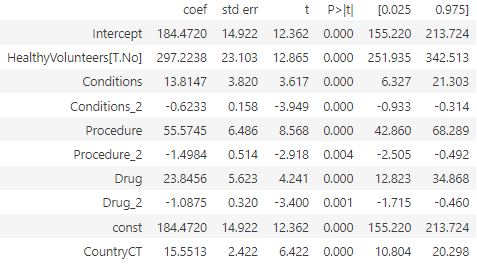 coef std err t P>|t| [0.025 0.975]
Intercept 184.4720 14.922 12.362 0.000 155.220 213.724
HealthyVolunteers[T.No] 297.2238 23.103 12.865 0.000 251.935 342.513
Conditions 13.8147 3.820 3.617 0.000 6.327 21.303
Conditions_2 -0.6233 0.158 -3.949 0.000 -0.933 -0.314
Procedure 55.5745 6.486 8.568 0.000 42.860 68.289
Procedure_2 -1.4984 0.514 -2.918 0.004 -2.505 -0.492
Drug 23.8456 5.623 4.241 0.000 12.823 34.868
Drug_2 -1.0875 0.320 -3.400 0.001 -1.715 -0.460
const 184.4720 14.922 12.362 0.000 155.220 213.724
CountryCT 15.5513 2.422 6.422 0.000 10.804 20.298